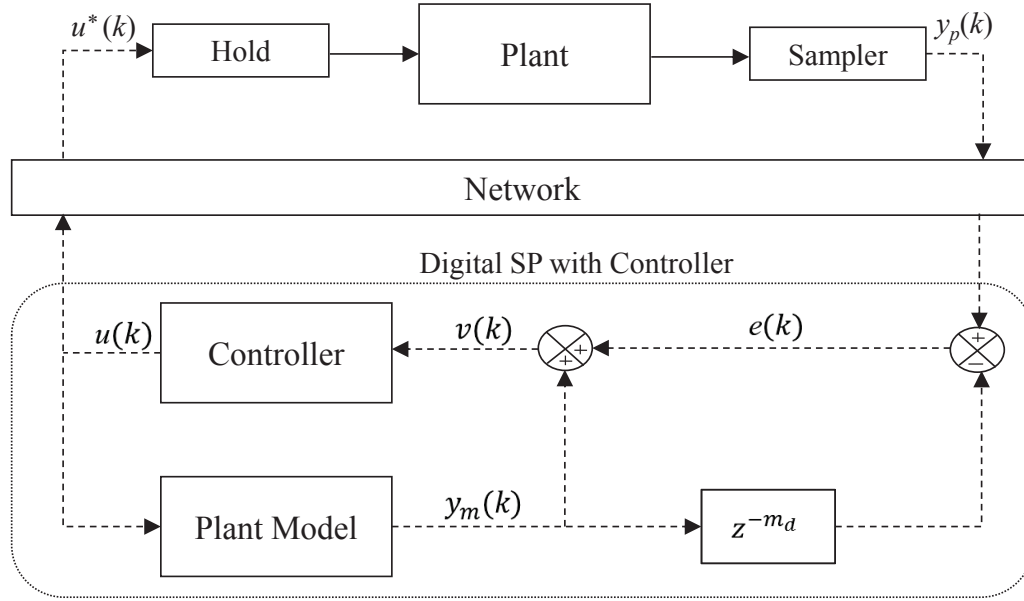 u*(k)
Hold
Plant
Sampler
y_p(k)
Network
Digital SP with Controller
u(k)
Controller
v(k)
e(k)
+
−
+
+
Plant Model
y_m(k)
z^{-m_d}